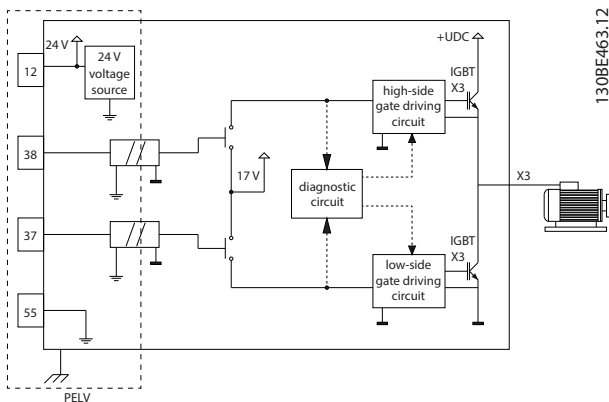 130BE463.12
24 V
12
24 V
voltage
source
+UDC
IGBT
X3
high-side
gate driving
circuit
38
17 V
diagnostic
circuit
X3
37
IGBT
X3
low-side
gate driving
circuit
55
PELV